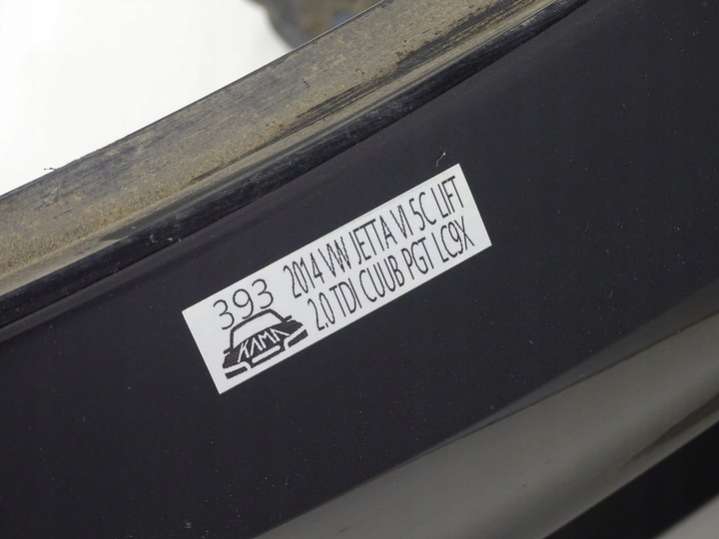 393
KAMA
2014 VW JETTA VI 5C LIFT
2.0 TDI CUUB PGT LC9X